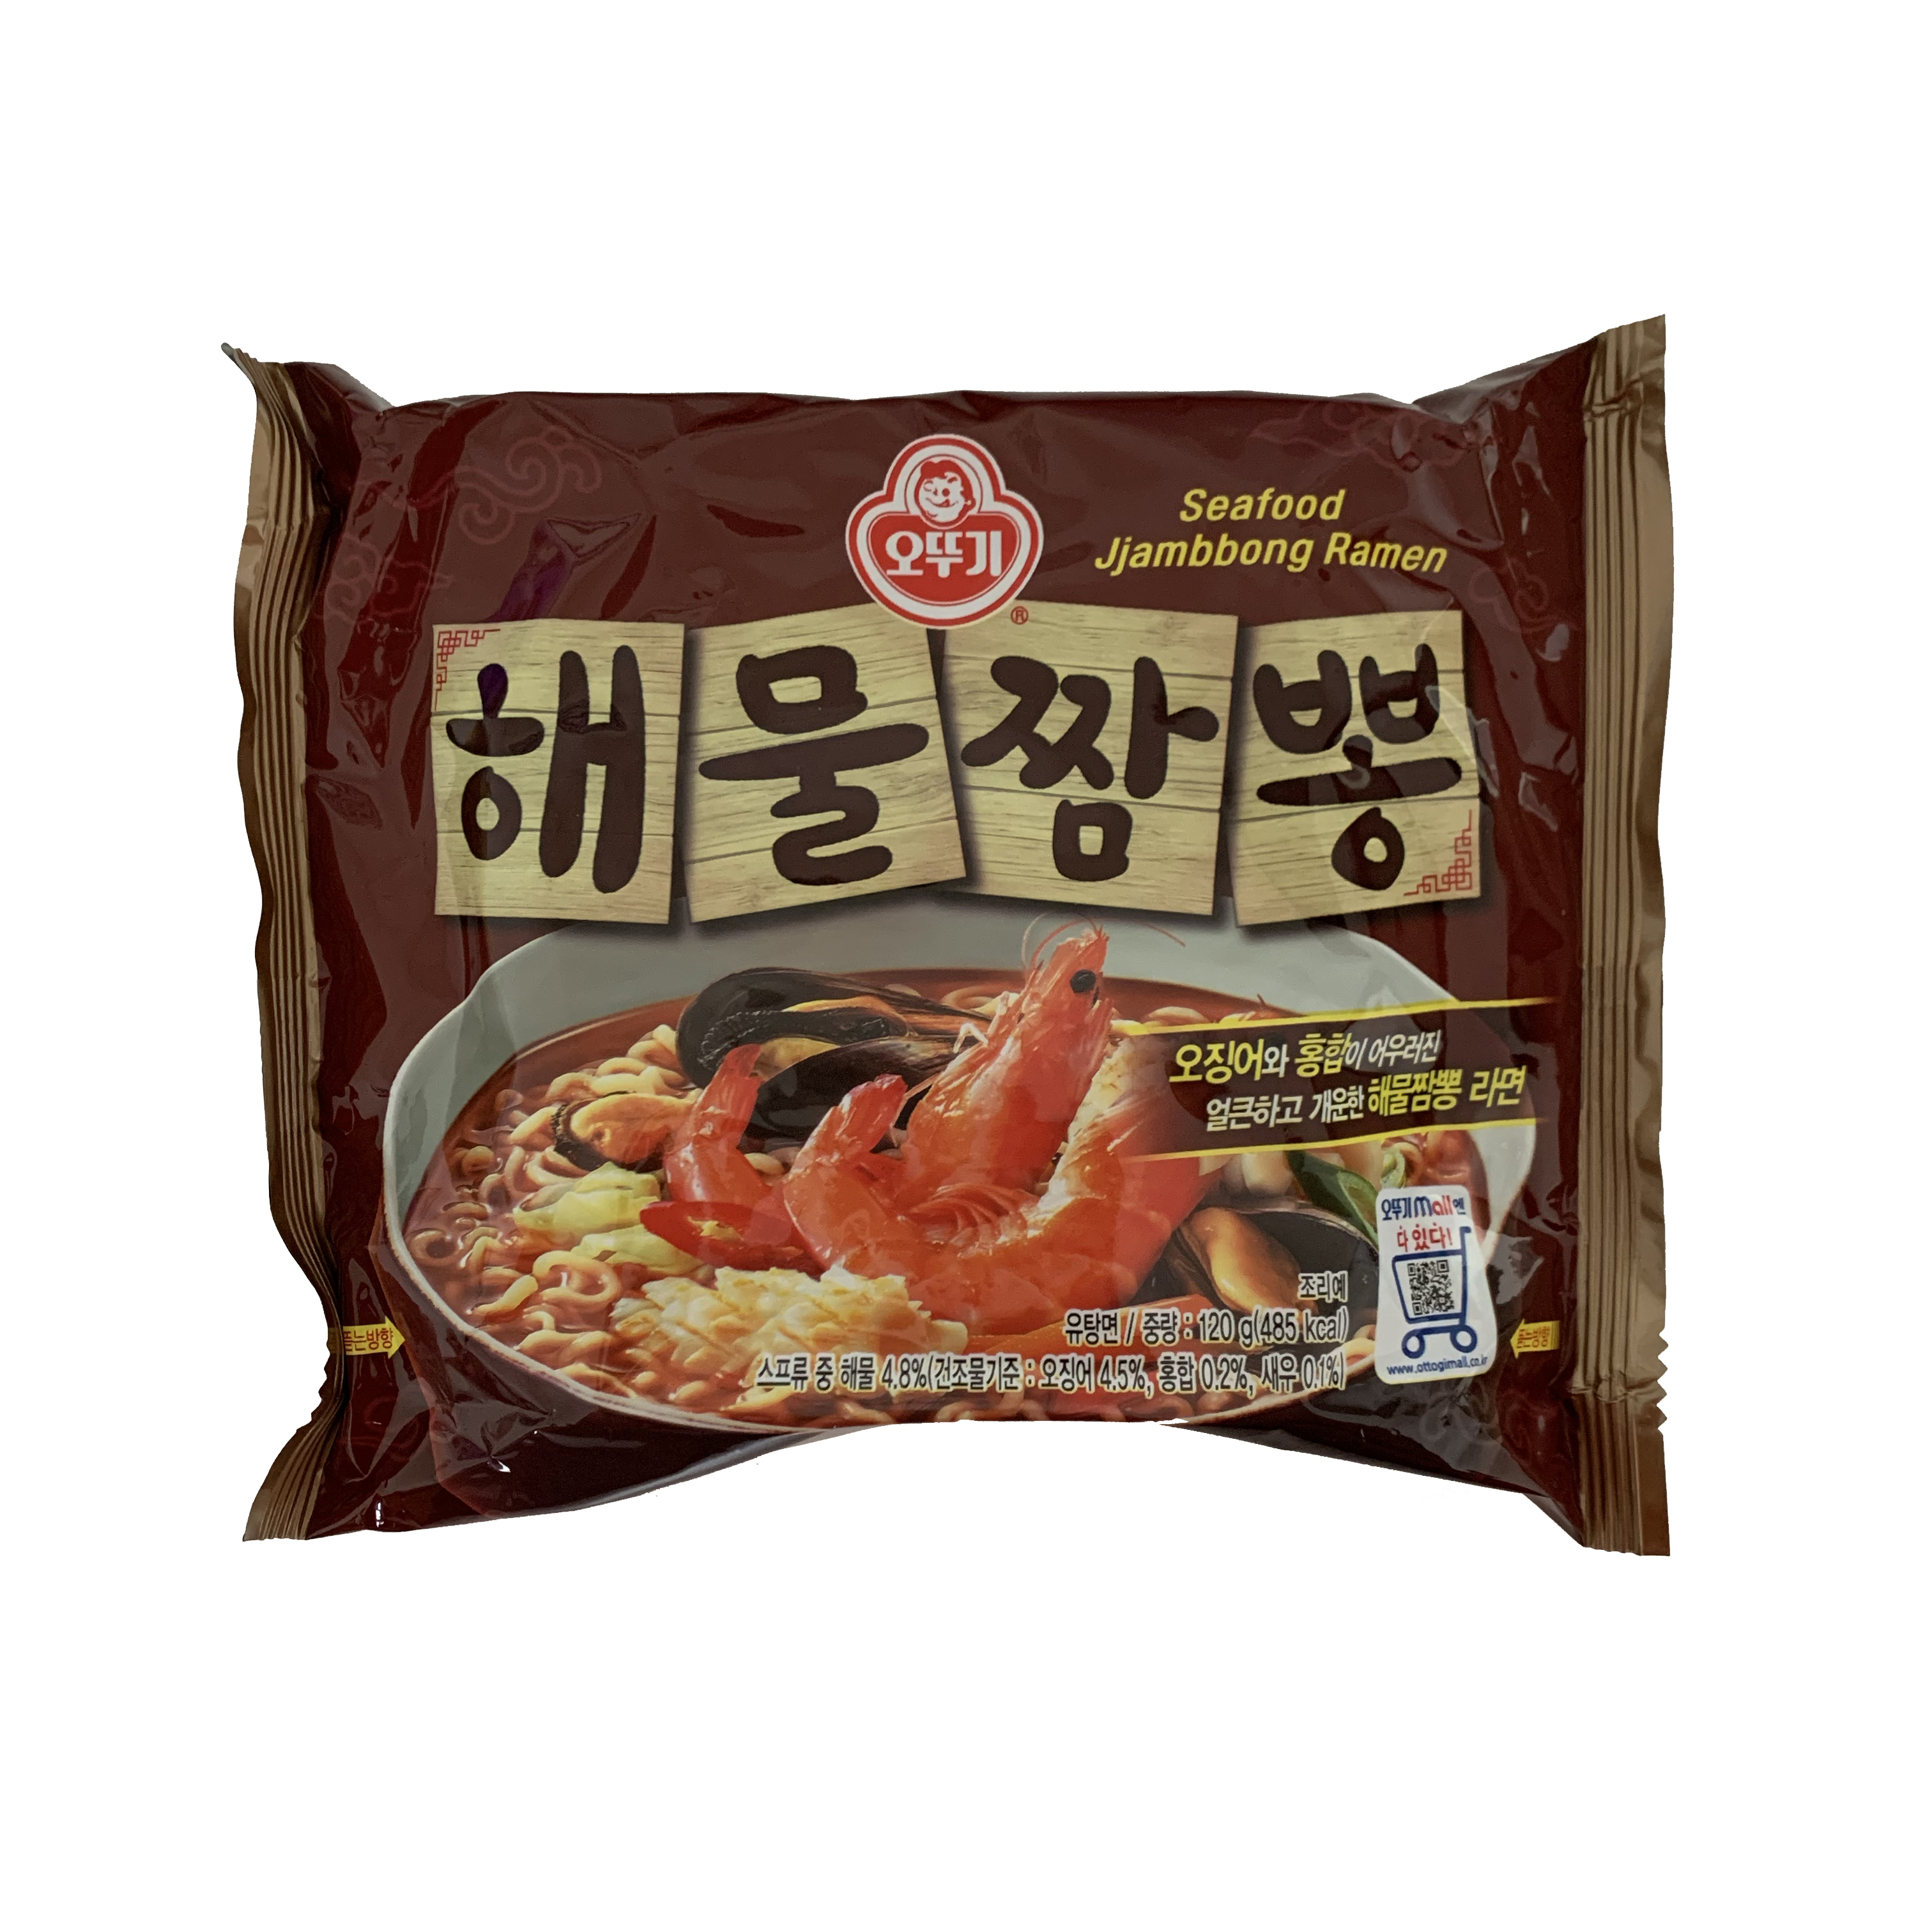 오뚜기
®
Seafood
Jjambbong Ramen
해물짬뽕
오징어와 홍합이 어우러진
얼큰하고 개운한 해물짬뽕 라면
오뚜기mall엔
다 있다!
www.ottogimall.co.kr
조리예
유탕면 / 중량 : 120 g(485 kcal)
스프류 중 해물 4.8%(건조물기준 : 오징어 4.5%, 홍합 0.2%, 새우 0.1%)
뜯는방향